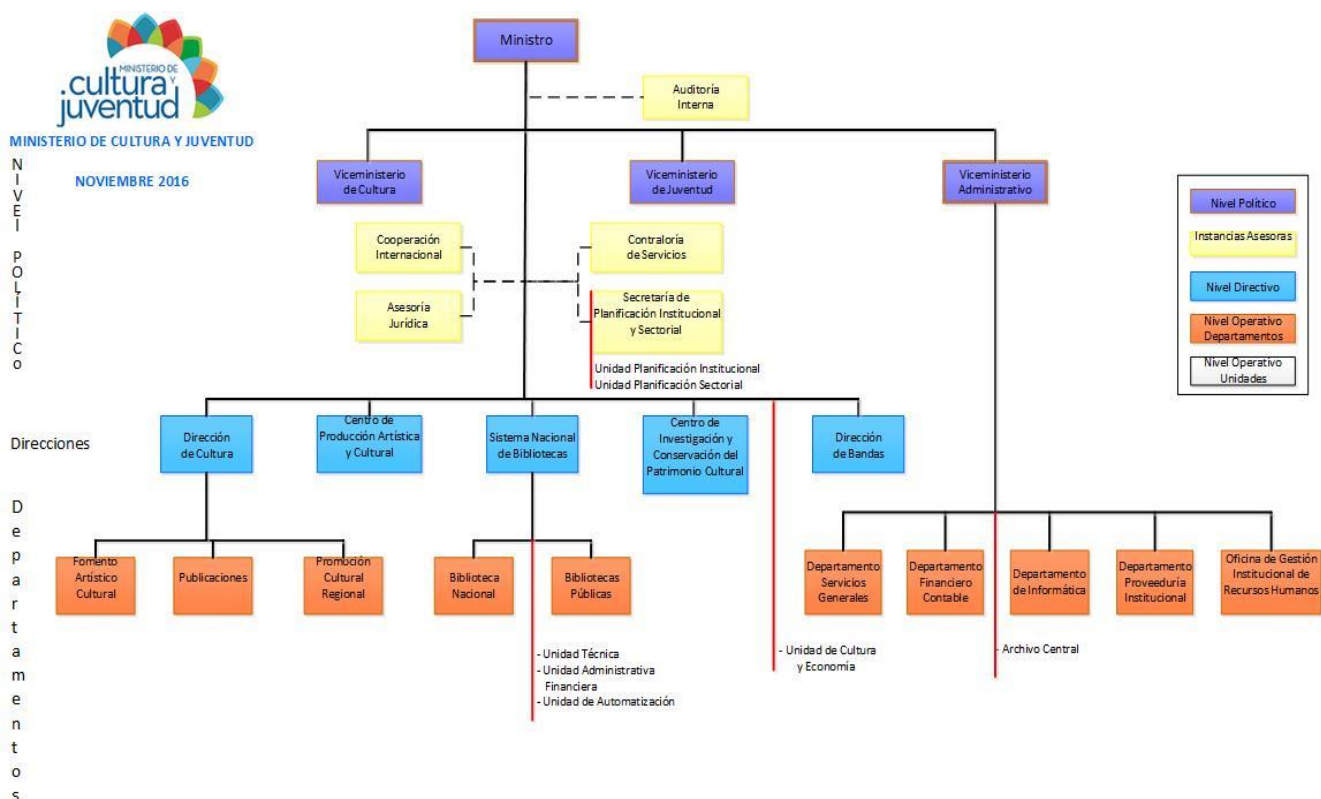 Ministro
MINISTERIO DE
Y
cultura
juventud
MINISTERIO DE CULTURA Y JUVENTUD
NOVIEMBRE 2016
Auditoría
Interna
NIVEL POLÍTICO
Viceministerio
de Cultura
Viceministerio
de Juventud
Viceministerio
Administrativo
Nivel Político
Instancias Asesoras
Nivel Directivo
Nivel Operativo
Departamentos
Nivel Operativo
Unidades
Cooperación
Internacional
Contraloría
de Servicios
Asesoría
Jurídica
Secretaría de
Planificación Institucional
y Sectorial
Unidad Planificación Institucional
Unidad Planificación Sectorial
Direcciones
Dirección
de Cultura
Centro de
Producción Artística
y Cultural
Sistema Nacional
de Bibliotecas
Centro de
Investigación y
Conservación del
Patrimonio Cultural
Dirección
de Bandas
Departamentos
Fomento
Artístico
Cultural
Publicaciones
Promoción
Cultural
Regional
Biblioteca
Nacional
Bibliotecas
Públicas
Departamento
Servicios
Generales
Departamento
Financiero
Contable
Departamento
de Informática
Departamento
Proveeduría
Institucional
Oficina de Gestión
Institucional de
Recursos Humanos
- Unidad Técnica
- Unidad Administrativa
Financiera
- Unidad de Automatización
- Unidad de Cultura
y Economía
- Archivo Central